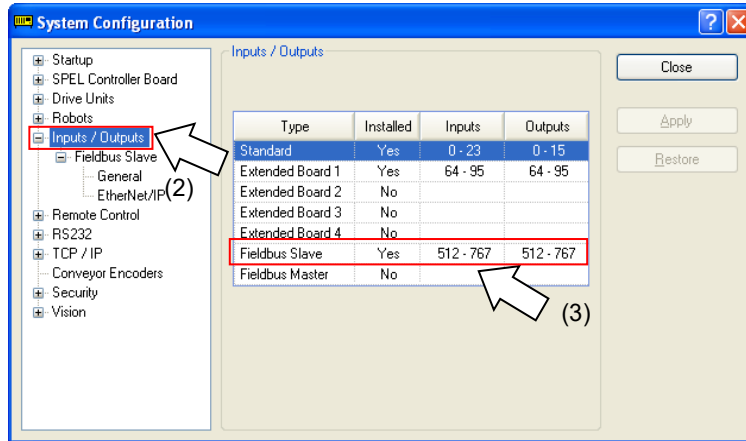 System Configuration
Startup
SPEL Controller Board
Drive Units
Robots
Inputs / Outputs
Fieldbus Slave
General
EtherNet/IP
Remote Control
RS232
TCP / IP
Conveyor Encoders
Security
Vision
(2)
Inputs / Outputs
Type Installed Inputs Outputs
Standard Yes 0 - 23 0 - 15
Extended Board 1 Yes 64 - 95 64 - 95
Extended Board 2 No
Extended Board 3 No
Extended Board 4 No
Fieldbus Slave Yes 512 - 767 512 - 767
Fieldbus Master No
(3)
Close
Apply
Restore